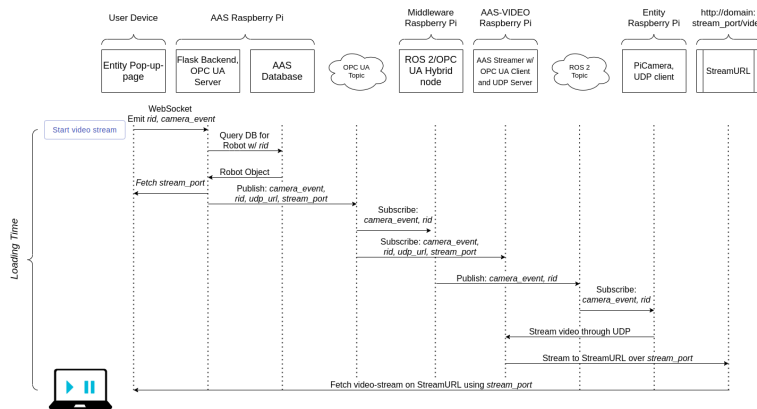 User Device
AAS Raspberry Pi
Middleware
Raspberry Pi
AAS-VIDEO
Raspberry Pi
Entity
Raspberry Pi
http://domain:
Entity Pop-up-
page
Flask Backend,
OPC UA
Server
AAS
Database
OPC UA
Topic
ROS 2/OPC
UA Hybrid
node
AAS Streamer w/
OPC UA Client
and UDP Server
ROS 2
Topic
PiCamera,
UDP client
StreamURL
WebSocket
Emit rid, camera_event
Start video stream
Query DB for
Robot w/ rid
Robot Object
Fetch stream_port
Publish: camera_event,
rid, udp_url, stream_port
Subscribe:
camera_event, rid
Subscribe: camera_event,
rid, udp_url, stream_port
Publish: camera_event, rid
Subscribe:
camera_event, rid
Loading Time
Stream video through UDP
Stream to StreamURL over stream_port
Fetch video-stream on StreamURL using stream_port